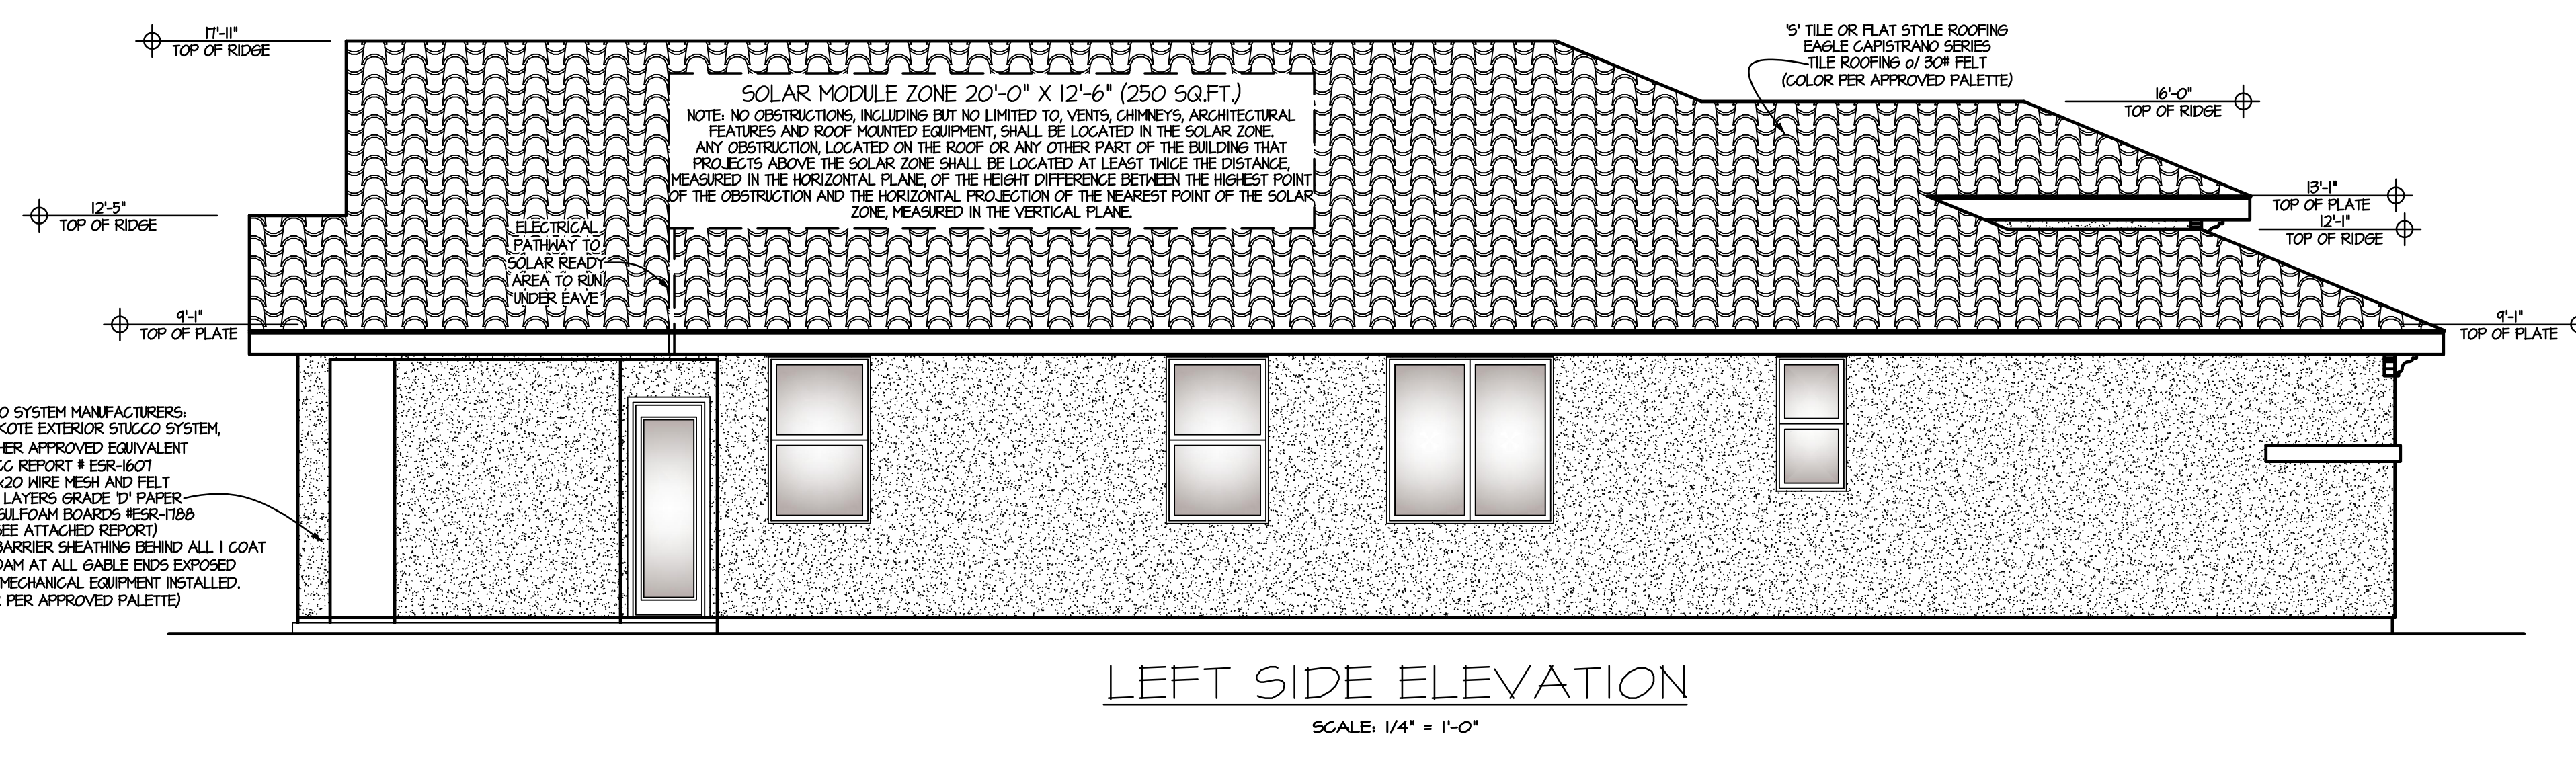 17'-11"
TOP OF RIDGE
'S' TILE OR FLAT STYLE ROOFING
EAGLE CAPISTRANO SERIES
TILE ROOFING o/ 30# FELT
(COLOR PER APPROVED PALETTE)
SOLAR MODULE ZONE 20'-0" X 12'-6" (250 SQ.FT.)
NOTE: NO OBSTRUCTIONS, INCLUDING BUT NO LIMITED TO, VENTS, CHIMNEYS, ARCHITECTURAL
FEATURES AND ROOF MOUNTED EQUIPMENT, SHALL BE LOCATED IN THE SOLAR ZONE.
ANY OBSTRUCTION, LOCATED ON THE ROOF OR ANY OTHER PART OF THE BUILDING THAT
PROJECTS ABOVE THE SOLAR ZONE SHALL BE LOCATED AT LEAST TWICE THE DISTANCE,
MEASURED IN THE HORIZONTAL PLANE, OF THE HEIGHT DIFFERENCE BETWEEN THE HIGHEST POINT
OF THE OBSTRUCTION AND THE HORIZONTAL PROJECTION OF THE NEAREST POINT OF THE SOLAR
ZONE, MEASURED IN THE VERTICAL PLANE.
16'-0"
TOP OF RIDGE
13'-1"
TOP OF PLATE
12'-1"
TOP OF RIDGE
12'-5"
TOP OF RIDGE
ELECTRICAL
PATHWAY TO
SOLAR READY
AREA TO RUN
UNDER EAVE
9'-1"
TOP OF PLATE
9'-1"
TOP OF PLATE
O SYSTEM MANUFACTURERS:
KOTE EXTERIOR STUCCO SYSTEM,
HER APPROVED EQUIVALENT
CC REPORT # ESR-1607
x20 WIRE MESH AND FELT
LAYERS GRADE 'D' PAPER
SULFOAM BOARDS #ESR-1788
SEE ATTACHED REPORT)
BARRIER SHEATHING BEHIND ALL 1 COAT
OAM AT ALL GABLE ENDS EXPOSED
MECHANICAL EQUIPMENT INSTALLED.
PER APPROVED PALETTE)
LEFT SIDE ELEVATION
SCALE: 1/4" = 1'-0"